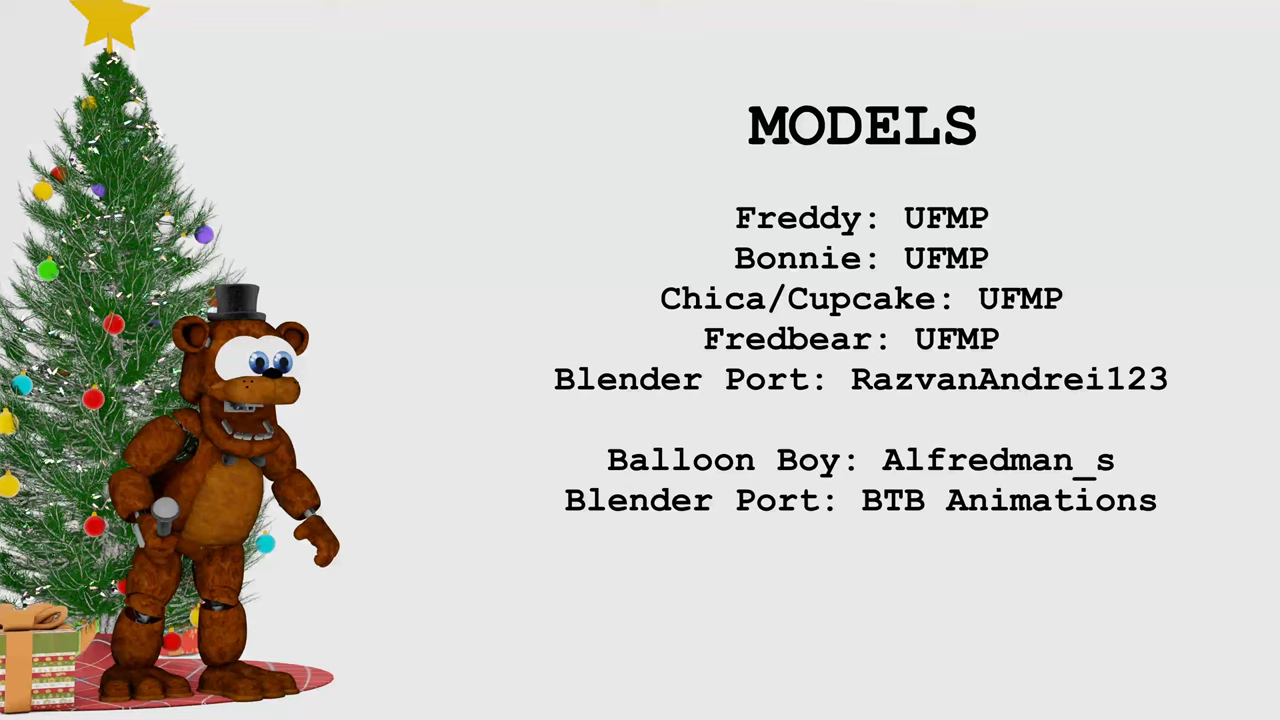 MODELS
Freddy: UFMP
Bonnie: UFMP
Chica/Cupcake: UFMP
Fredbear: UFMP
Blender Port: RazvanAndrei123
Balloon Boy: Alfredman_s
Blender Port: BTB Animations